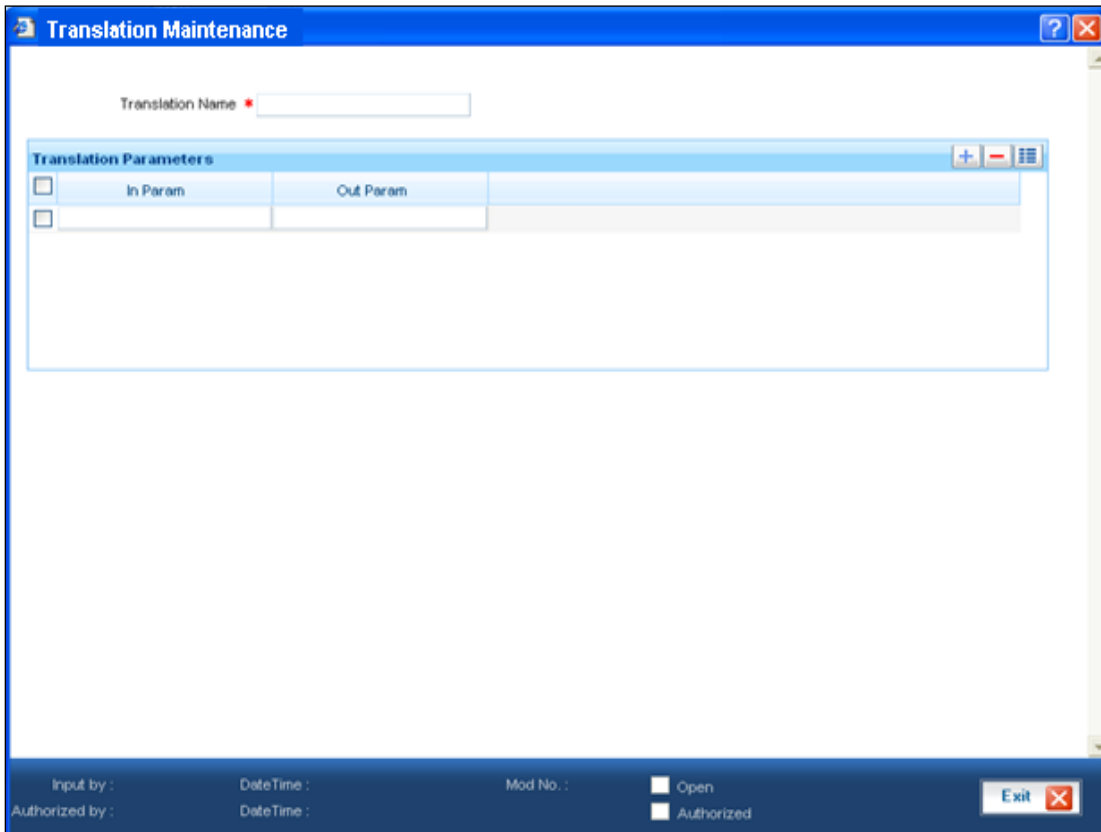 Translation Maintenance
Translation Name *
Translation Parameters
In Param Out Param
Input by : DateTime : Mod No. : Open
Authorized by : DateTime : Authorized
Exit